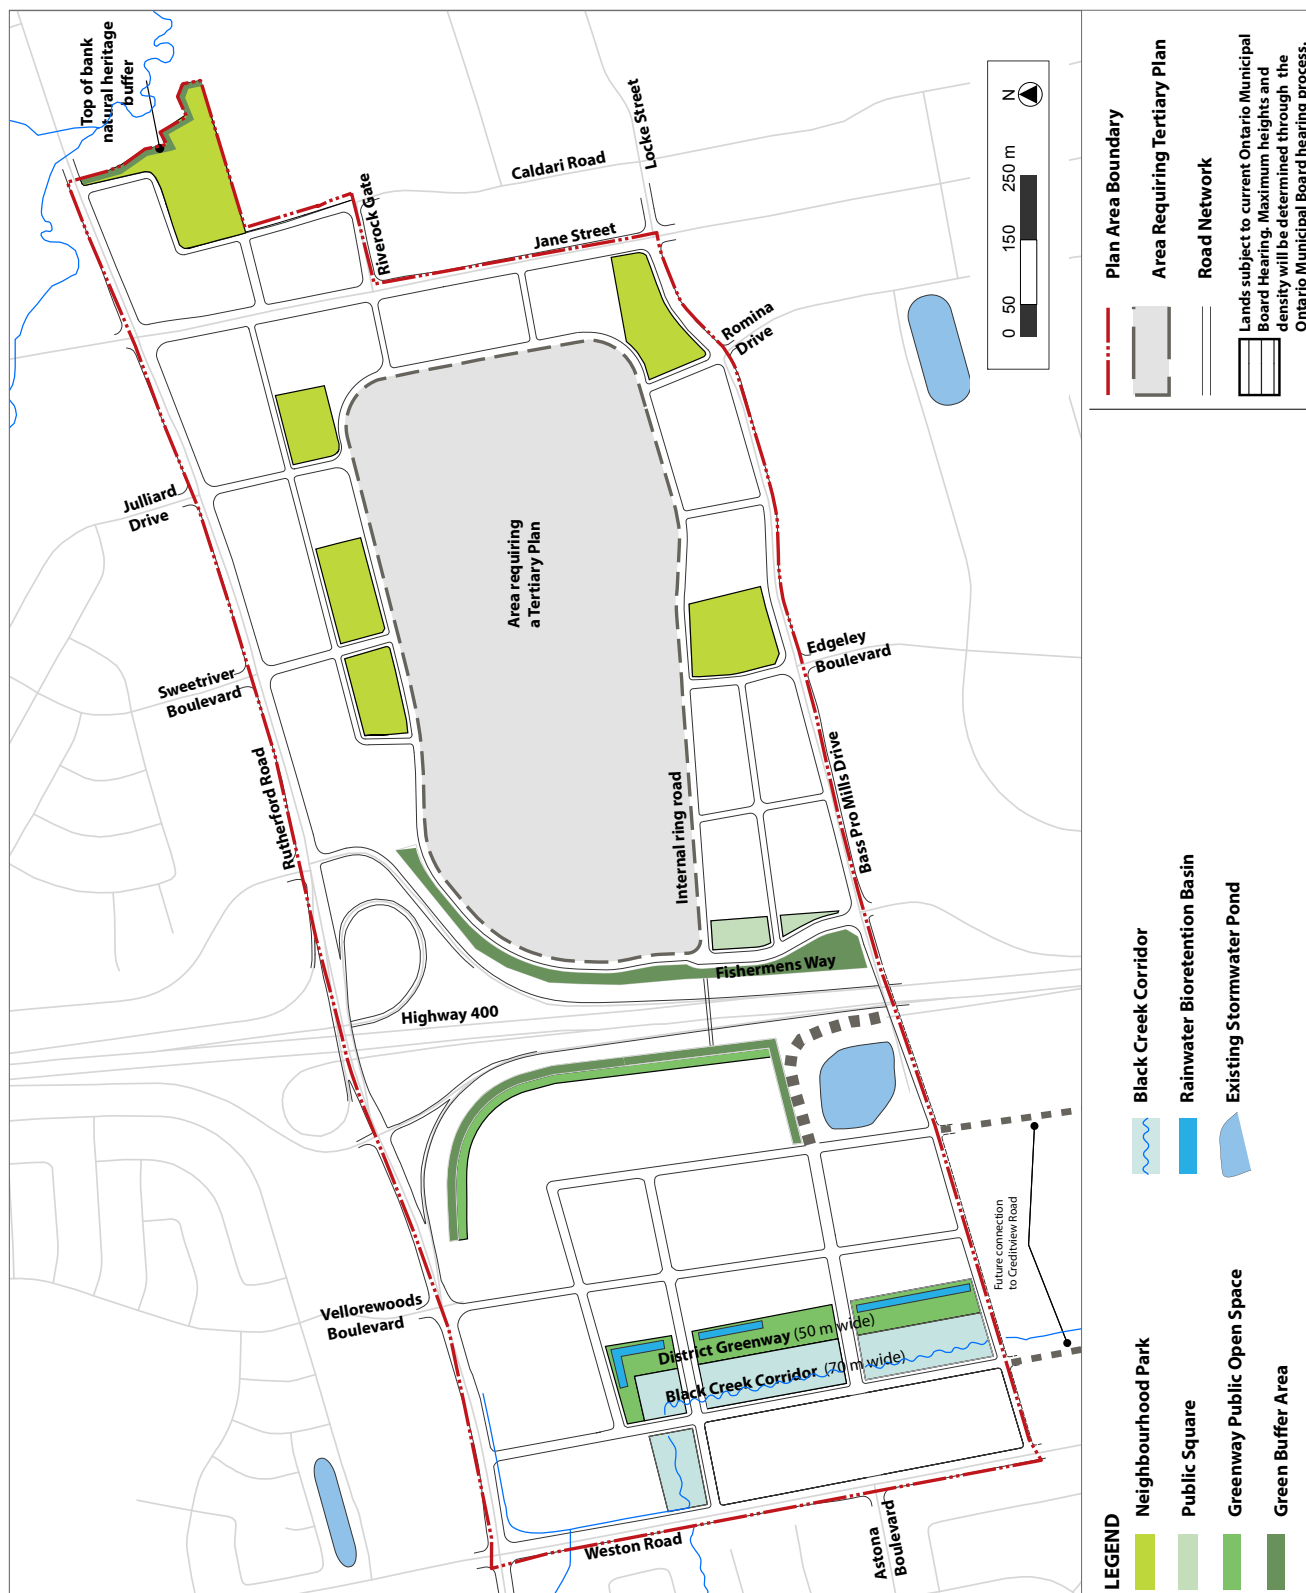 Top of bank
natural heritage
buffer
Riverock Gate
Caldari Road
Locke Street
Jane Street
Romina
Drive
N
0 50 150 250 m
Julliard
Drive
Sweetriver
Boulevard
Rutherford Road
Area requiring
a Tertiary Plan
Edgeley
Boulevard
Bass Pro Mills Drive
Internal ring road
Fishermens Way
Highway 400
Vellorewoods
Boulevard
District Greenway (50 m wide)
Black Creek Corridor (70 m wide)
Future connection
to Creditview Road
Weston Road
Astona
Boulevard
LEGEND
Neighbourhood Park
Public Square
Greenway Public Open Space
Green Buffer Area
Black Creek Corridor
Rainwater Bioretention Basin
Existing Stormwater Pond
Plan Area Boundary
Area Requiring Tertiary Plan
Road Network
Lands subject to current Ontario Municipal
Board Hearing. Maximum heights and
density will be determined through the
Ontario Municipal Board hearing process.